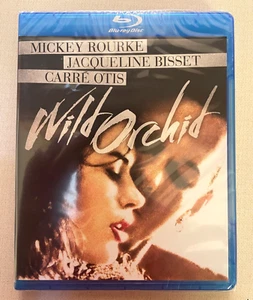 Blu-ray Disc
MICKEY ROURKE
JACQUELINE BISSET
CARRÉ OTIS
Wild Orchid